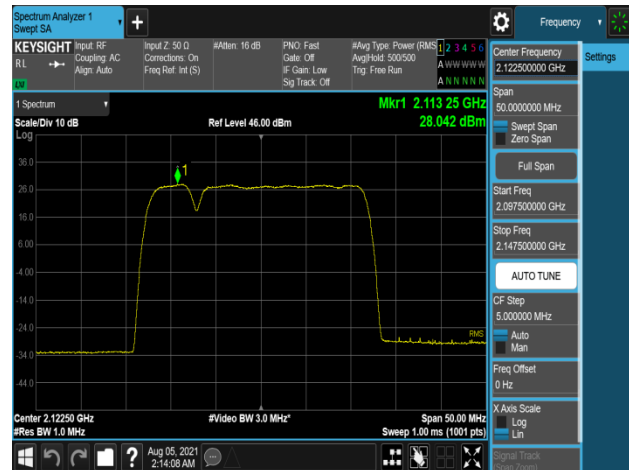 Spectrum Analyzer 1
Swept SA
+
Frequency
KEYSIGHT
RL
Input: RF
Coupling: AC
Align: Auto
Input Z: 50 Ω
Corrections: On
Freq Ref: Int (S)
#Atten: 16 dB
PNO: Fast
Gate: Off
IF Gain: Low
Sig Track: Off
#Avg Type: Power (RMS
Avg|Hold: 500/500
Trig: Free Run
1 2 3 4 5 6
A W W W W W
A N N N N N
LXI
1 Spectrum
Scale/Div 10 dB
Log
Ref Level 46.00 dBm
Mkr1 2.113 25 GHz
28.042 dBm
36.0
26.0
16.0
6.00
-4.00
-14.0
-24.0
-34.0
-44.0
1
RMS
Center 2.12250 GHz
#Res BW 1.0 MHz
#Video BW 3.0 MHz*
Span 50.00 MHz
Sweep 1.00 ms (1001 pts)
Settings
Center Frequency
2.122500000 GHz
Span
50.0000000 MHz
Swept Span
Zero Span
Full Span
Start Freq
2.097500000 GHz
Stop Freq
2.147500000 GHz
AUTO TUNE
CF Step
5.000000 MHz
Auto
Man
Freq Offset
0 Hz
X Axis Scale
Log
Lin
Signal Track
(Span Zoom)
?
Aug 05, 2021
2:14:08 AM